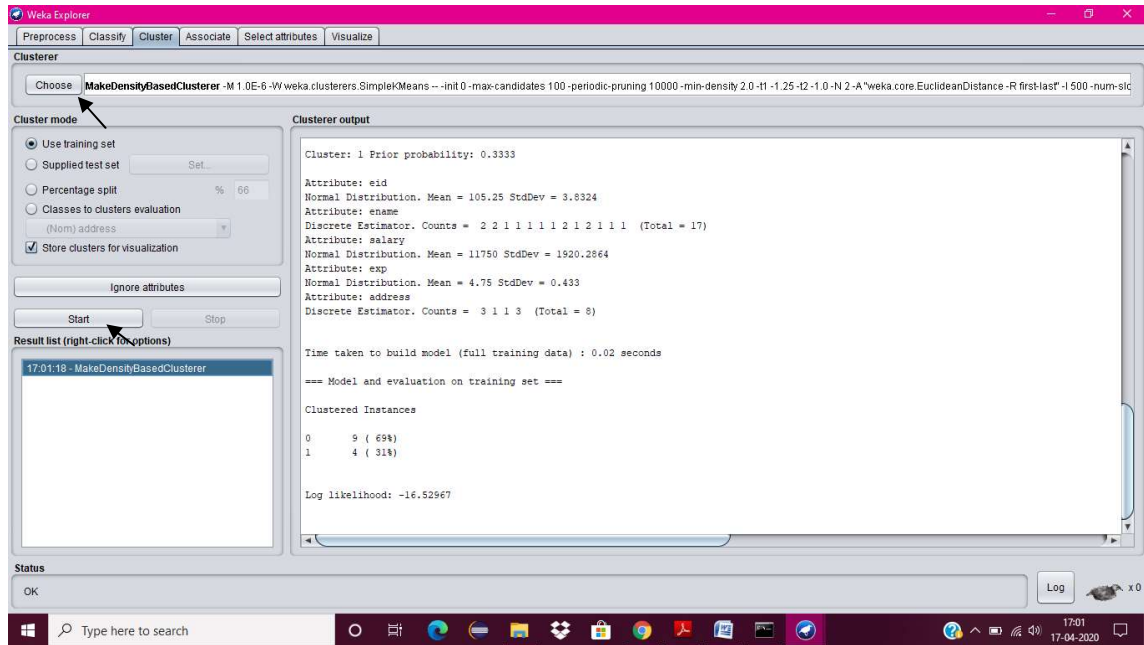 Weka Explorer
Preprocess Classify Cluster Associate Select attributes Visualize
Clusterer
Choose MakeDensityBasedClusterer -M 1.0E-6 -W weka.clusterers.SimpleKMeans -- -init 0 -max-candidates 100 -periodic-pruning 10000 -min-density 2.0 -t1 -1.25 -t2 -1.0 -N 2 -A "weka.core.EuclideanDistance -R first-last" -I 500 -num-slo
Cluster mode
Use training set
Supplied test set Set...
Percentage split % 66
Classes to clusters evaluation
(Nom) address
Store clusters for visualization
Ignore attributes
Start Stop
Result list (right-click for options)
17:01:18 - MakeDensityBasedClusterer
Clusterer output
Cluster: 1 Prior probability: 0.3333
Attribute: eid
Normal Distribution. Mean = 105.25 StdDev = 3.8324
Attribute: ename
Discrete Estimator. Counts = 2 2 1 1 1 1 1 2 1 2 1 1 1 (Total = 17)
Attribute: salary
Normal Distribution. Mean = 11750 StdDev = 1920.2864
Attribute: exp
Normal Distribution. Mean = 4.75 StdDev = 0.433
Attribute: address
Discrete Estimator. Counts = 3 1 1 3 (Total = 8)
Time taken to build model (full training data) : 0.02 seconds
=== Model and evaluation on training set ===
Clustered Instances
0 9 ( 69%)
1 4 ( 31%)
Log likelihood: -16.52967
Status
OK
Log x 0
Type here to search
17:01
17-04-2020